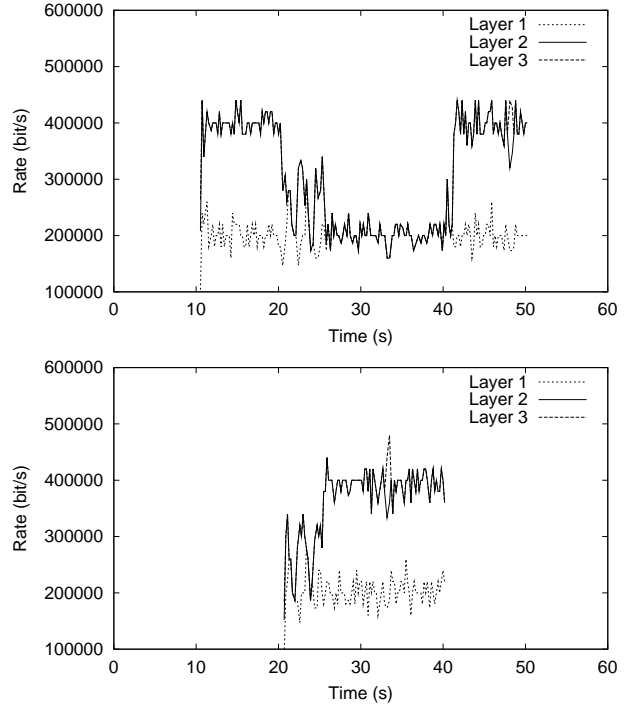 600000
500000
400000
300000
200000
100000
Rate (bit/s)
Layer 1
Layer 2
Layer 3
0 10 20 30 40 50 60
Time (s)
600000
500000
400000
300000
200000
100000
Rate (bit/s)
Layer 1
Layer 2
Layer 3
0 10 20 30 40 50 60
Time (s)